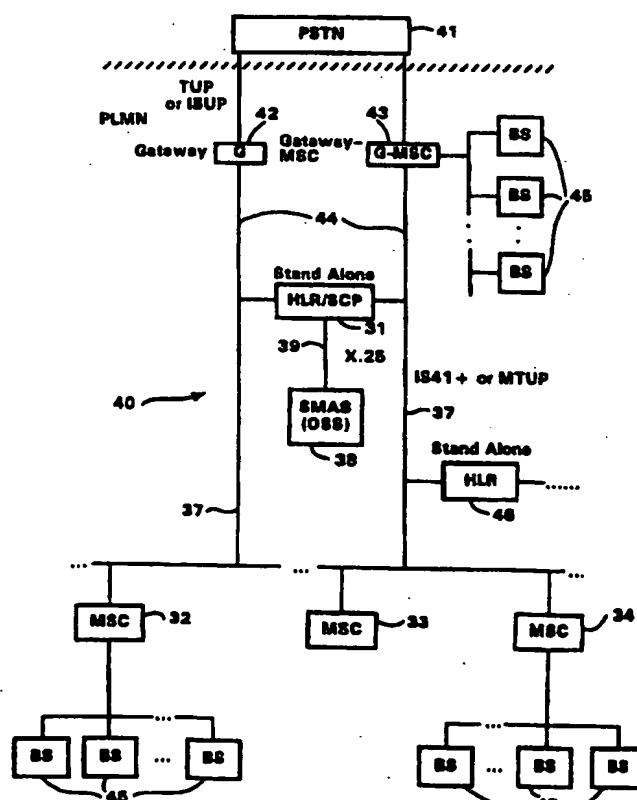 PSTN
41
TUP
or ISUP
PLMN
42
43
Gateway
G
Gateway-
MSC
G-MSC
BS
BS
45
BS
44
Stand Alone
HLR/SCP
31
39
X.25
IS41+ or MTUP
40
SMAS
(OSS)
37
38
Stand Alone
HLR
46
37
...
...
...
MSC
32
MSC
33
MSC
34
...
...
BS
BS
...
BS
BS
...
BS
BS
45